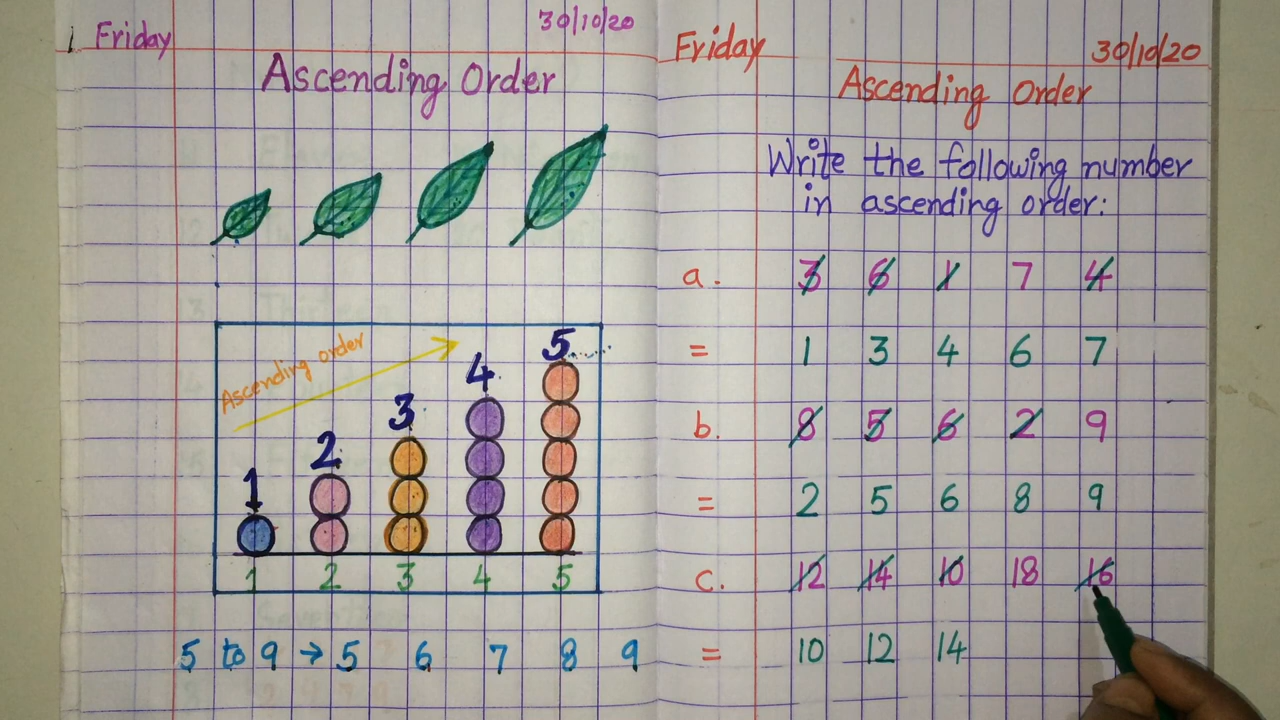 Friday
30/10/20
Ascending Order
Ascending order
1
2
3
4
5
1 2 3 4 5
5 to 9 → 5 6 7 8 9
Friday
30/10/20
Ascending Order
Write the following number
in ascending order:
a. 3 6 1 7 4
= 1 3 4 6 7
b. 8 5 6 2 9
= 2 5 6 8 9
c. 12 14 10 18 16
= 10 12 14